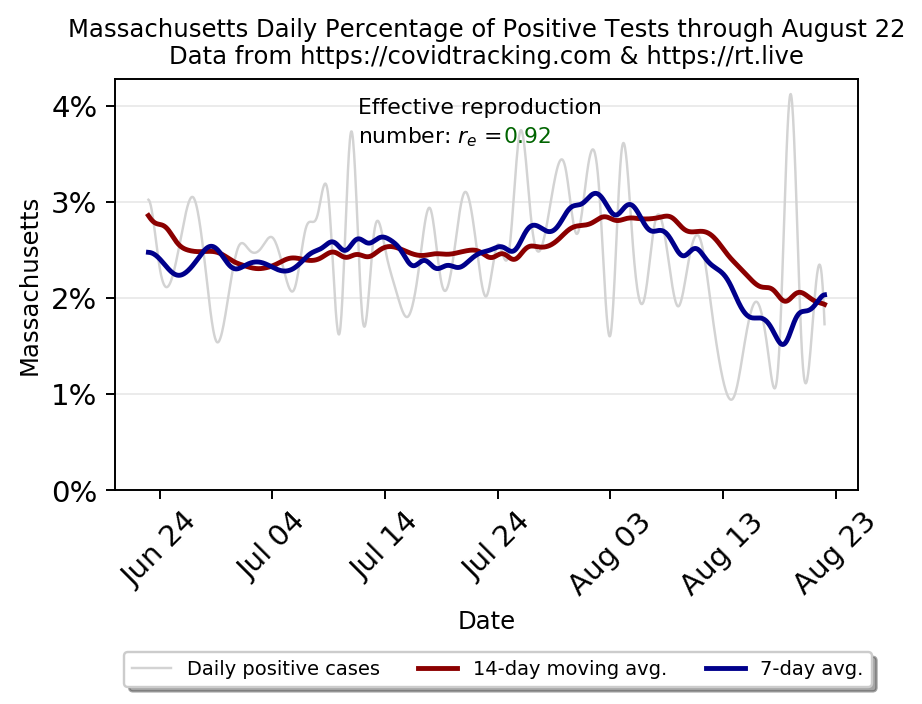 Massachusetts Daily Percentage of Positive Tests through August 22
Data from https://covidtracking.com & https://rt.live
Effective reproduction
number: rₑ =0.92
4%
3%
2%
1%
0%
Massachusetts
Jun 24
Jul 04
Jul 14
Jul 24
Aug 03
Aug 13
Aug 23
Date
Daily positive cases
14-day moving avg.
7-day avg.